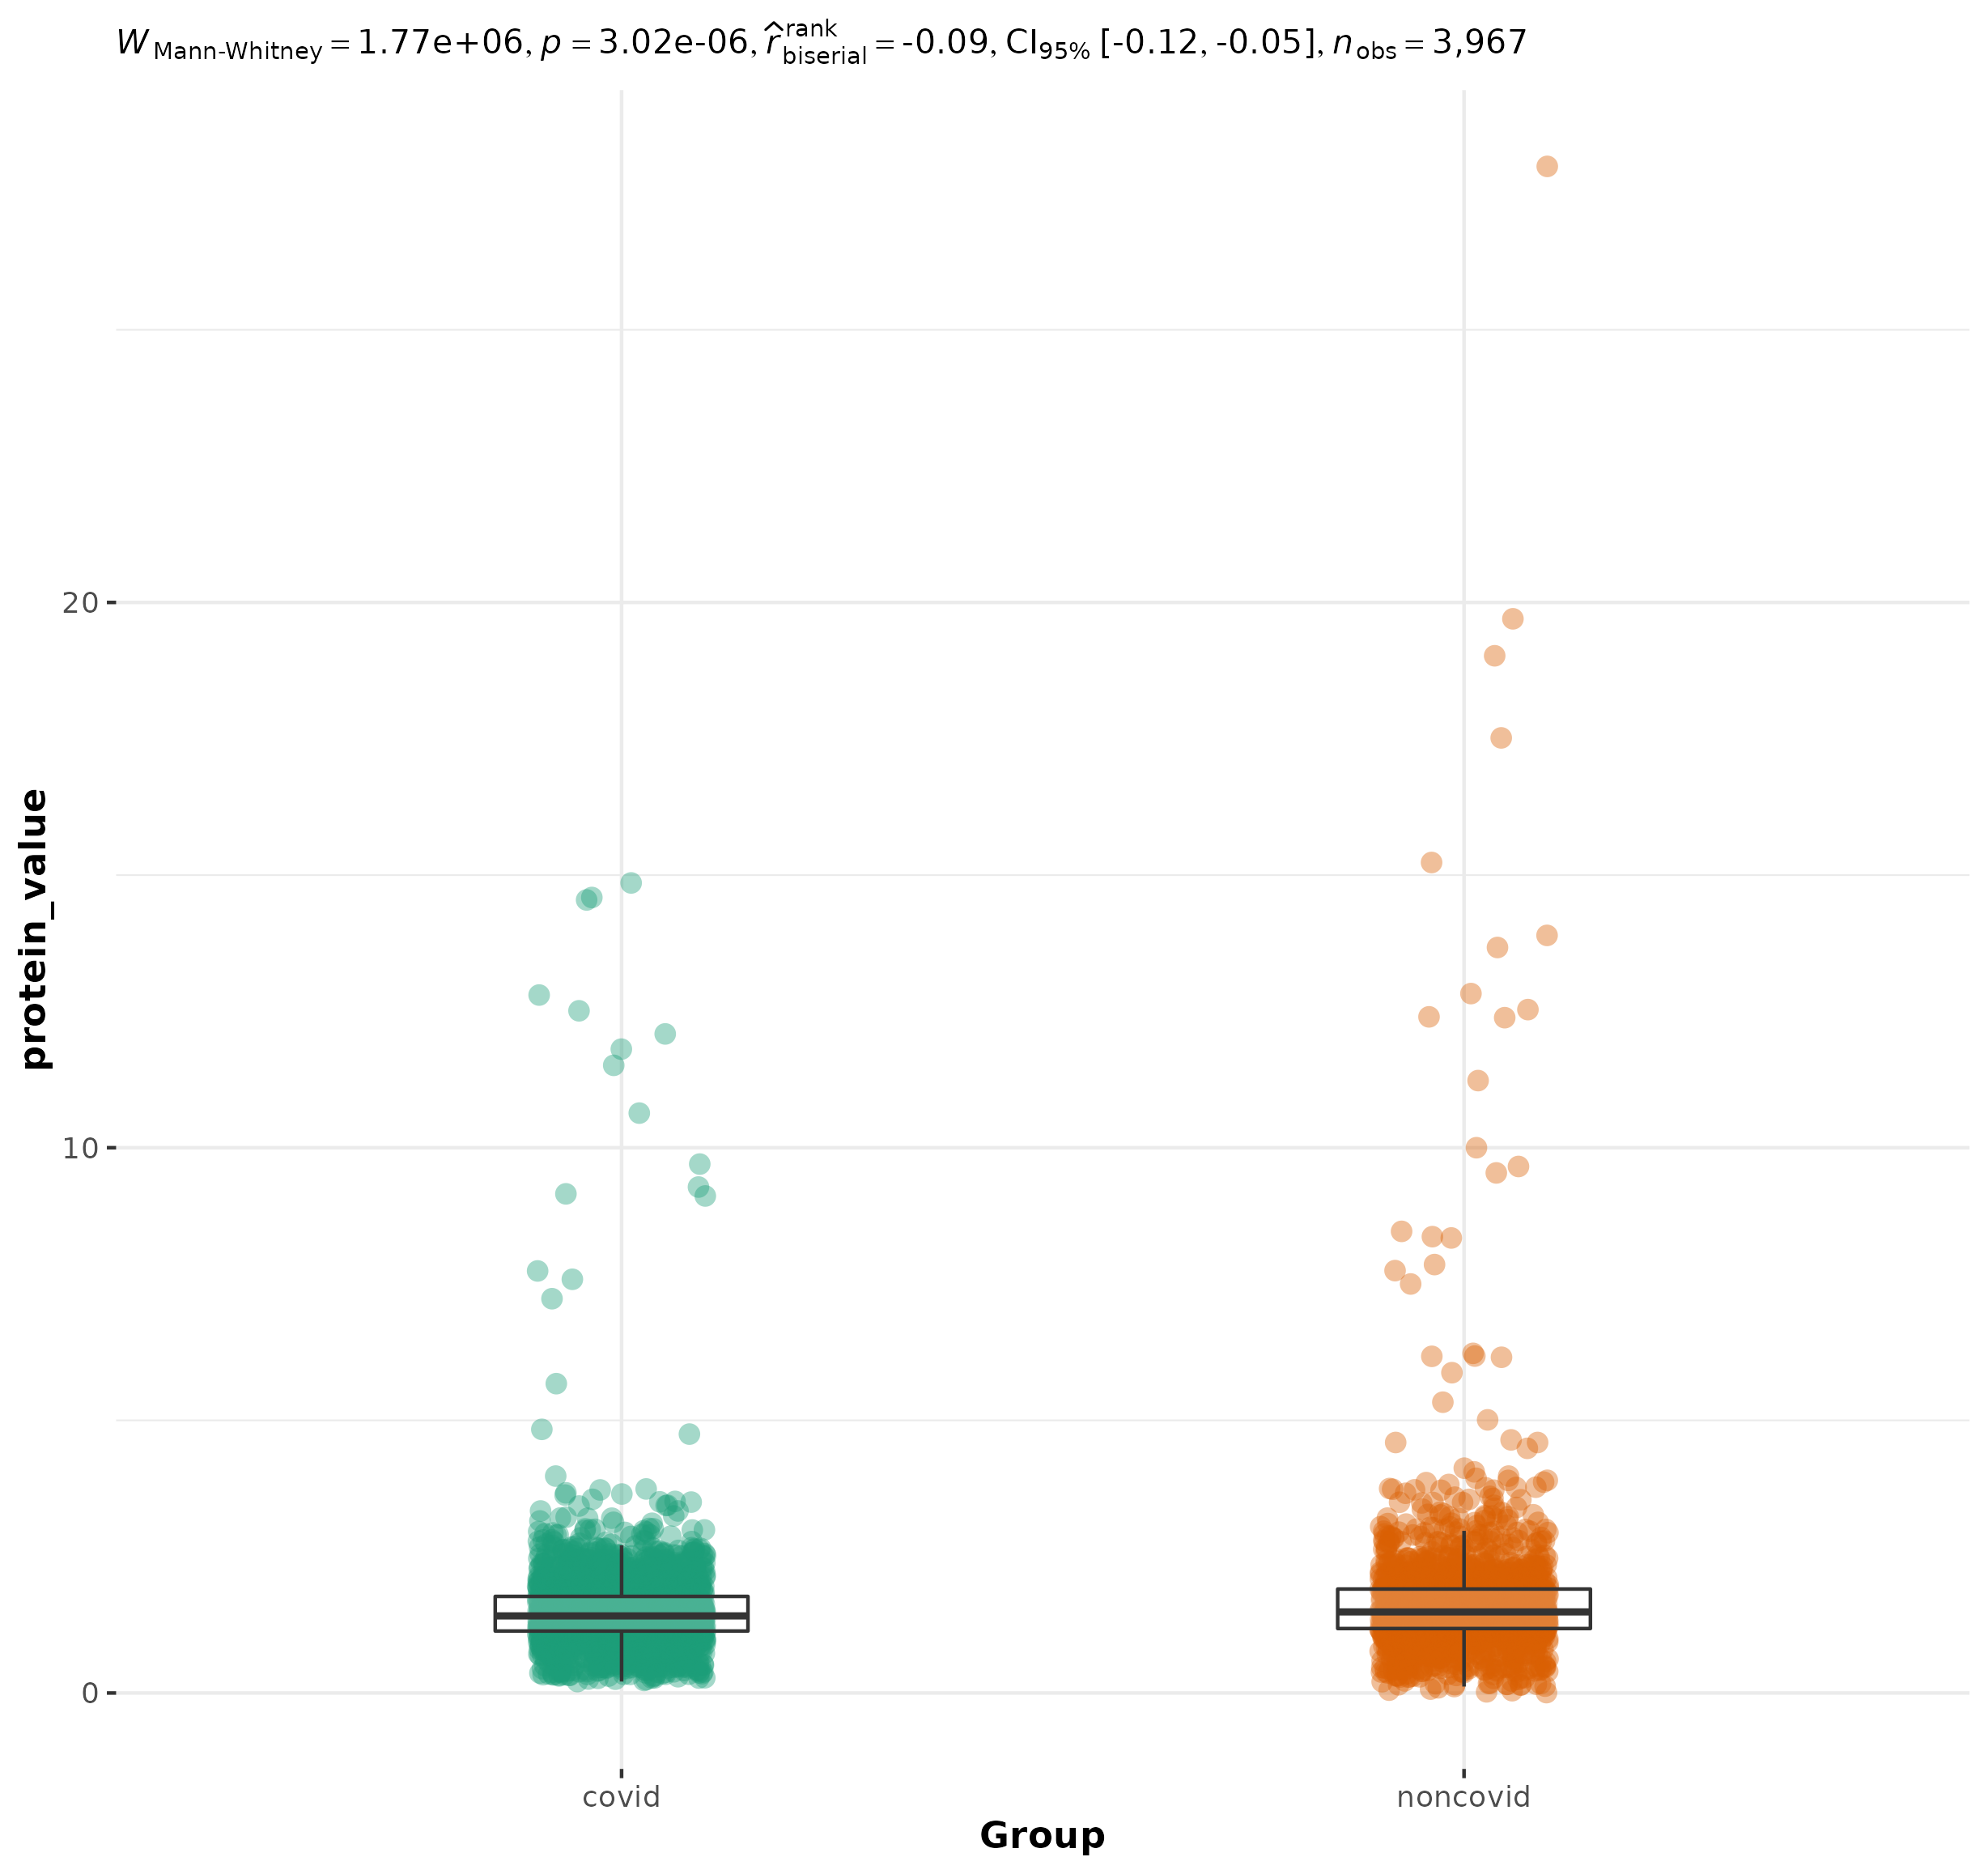 W Mann-Whitney = 1.77e+06, p = 3.02e-06, r̂ rank biserial = -0.09, CI95% [-0.12, -0.05], nobs = 3,967
20
10
0
protein_value
covid noncovid
Group